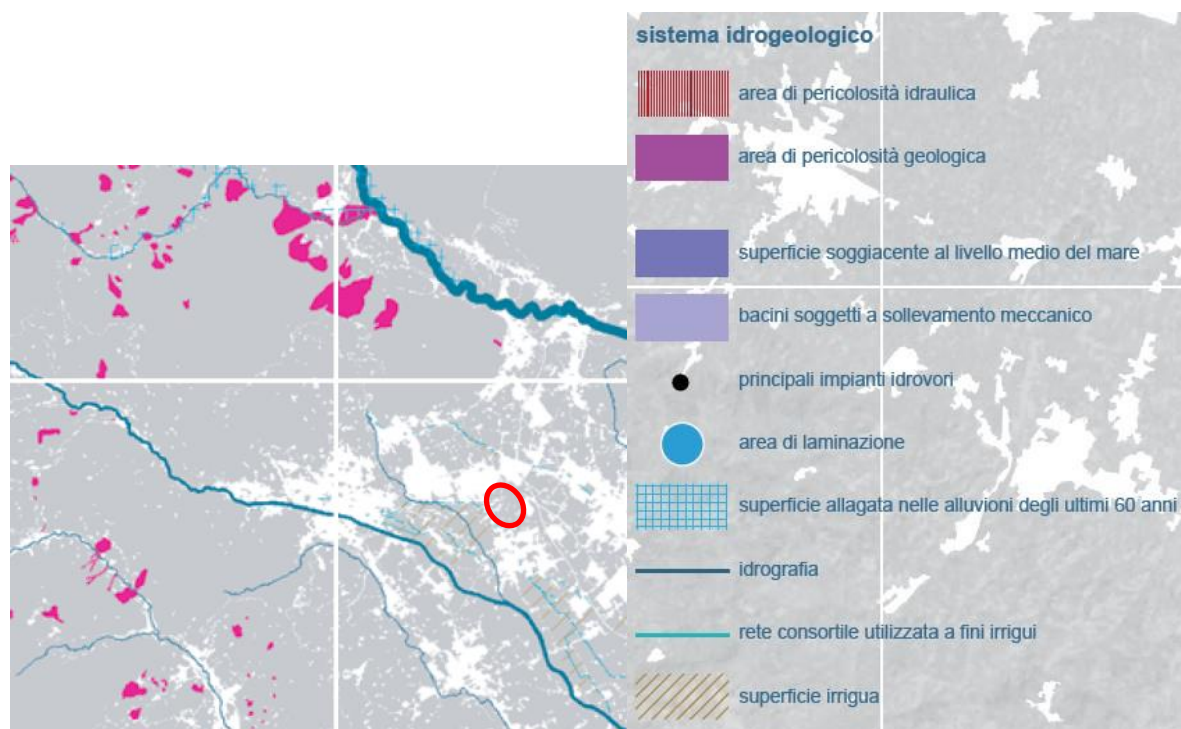 sistema idrogeologico
area di pericolosità idraulica
area di pericolosità geologica
superficie soggiacente al livello medio del mare
bacini soggetti a sollevamento meccanico
principali impianti idrovori
area di laminazione
superficie allagata nelle alluvioni degli ultimi 60 anni
idrografia
rete consortile utilizzata a fini irrigui
superficie irrigua